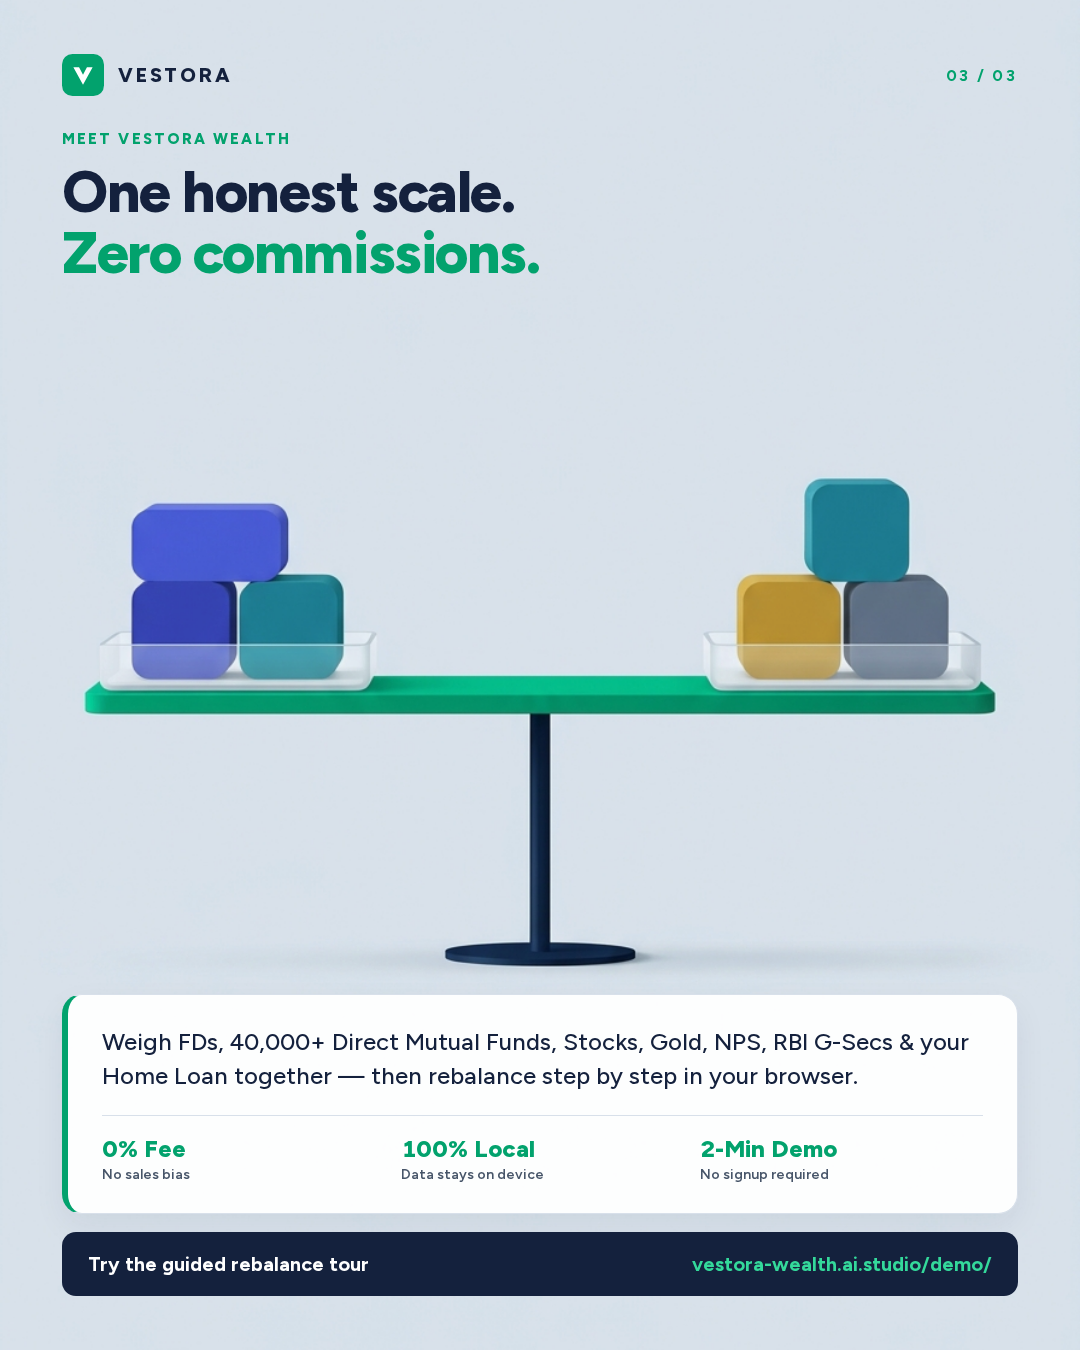 VESTORA
03 / 03
MEET VESTORA WEALTH
One honest scale.
Zero commissions.
Weigh FDs, 40,000+ Direct Mutual Funds, Stocks, Gold, NPS, RBI G-Secs & your
Home Loan together — then rebalance step by step in your browser.
0% Fee
No sales bias
100% Local
Data stays on device
2-Min Demo
No signup required
Try the guided rebalance tour
vestora-wealth.ai.studio/demo/